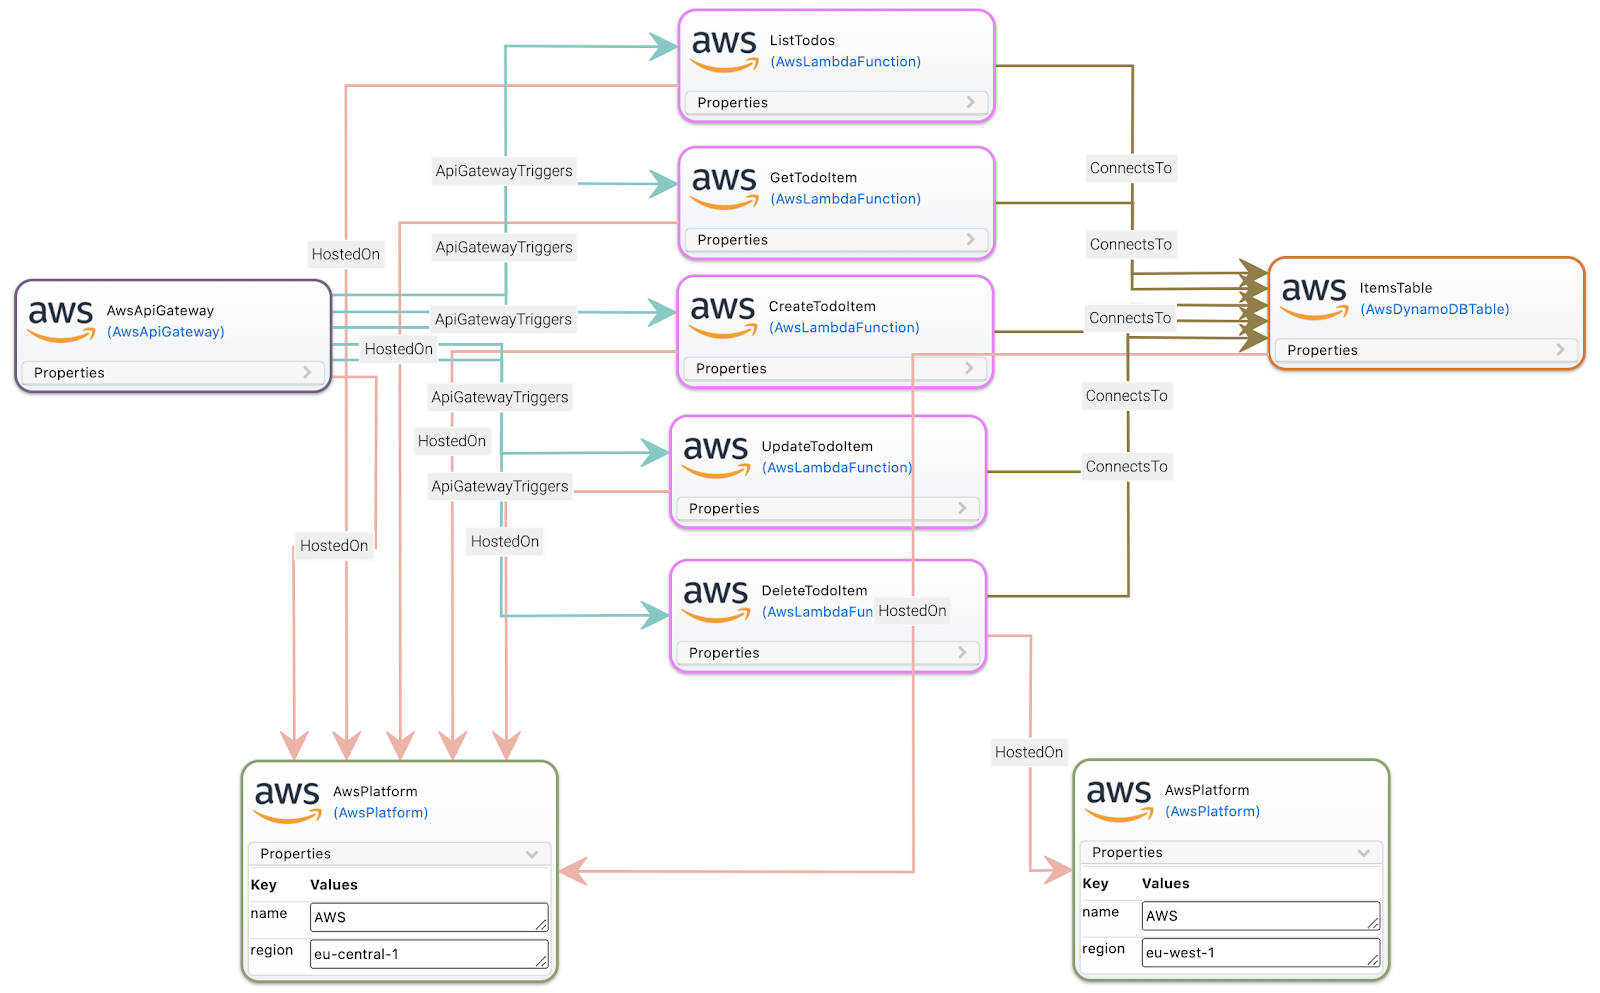 aws
ListTodos
(AwsLambdaFunction)
Properties
ApiGatewayTriggers
ConnectsTo
aws
GetTodoItem
(AwsLambdaFunction)
Properties
HostedOn
ApiGatewayTriggers
ConnectsTo
aws
AwsApiGateway
(AwsApiGateway)
Properties
ApiGatewayTriggers
HostedOn
aws
CreateTodoItem
(AwsLambdaFunction)
Properties
ConnectsTo
aws
ItemsTable
(AwsDynamoDBTable)
Properties
ApiGatewayTriggers
ConnectsTo
HostedOn
aws
UpdateTodoItem
(AwsLambdaFunction)
Properties
ConnectsTo
ApiGatewayTriggers
HostedOn
HostedOn
aws
DeleteTodoItem
(AwsLambdaFun
HostedOn
Properties
HostedOn
aws
AwsPlatform
(AwsPlatform)
Properties
Key Values
name AWS
region eu-central-1
aws
AwsPlatform
(AwsPlatform)
Properties
Key Values
name AWS
region eu-west-1